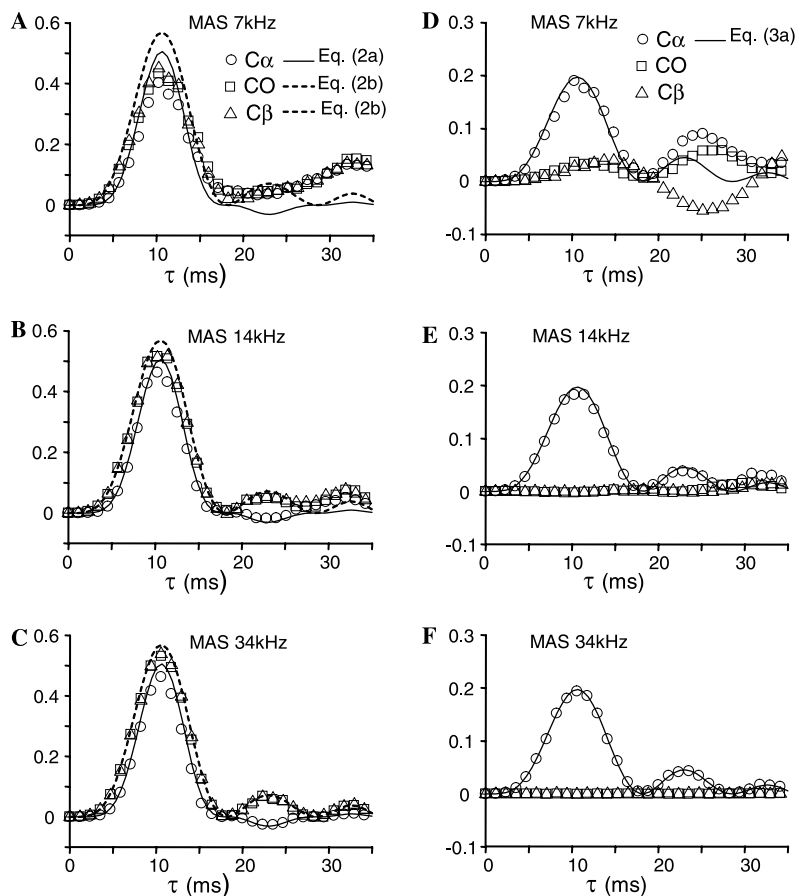 A
MAS 7kHz
Cα Eq. (2a)
CO Eq. (2b)
Cβ Eq. (2b)
0.6
0.4
0.2
0
0 10 20 30
τ (ms)
D
MAS 7kHz
Cα Eq. (3a)
CO
Cβ
0.3
0.2
0.1
0
-0.1
0 10 20 30
τ (ms)
B
MAS 14kHz
0.6
0.4
0.2
0
0 10 20 30
τ (ms)
E
MAS 14kHz
0.3
0.2
0.1
0
-0.1
0 10 20 30
τ (ms)
C
MAS 34kHz
0.6
0.4
0.2
0
0 10 20 30
τ (ms)
F
MAS 34kHz
0.3
0.2
0.1
0
-0.1
0 10 20 30
τ (ms)